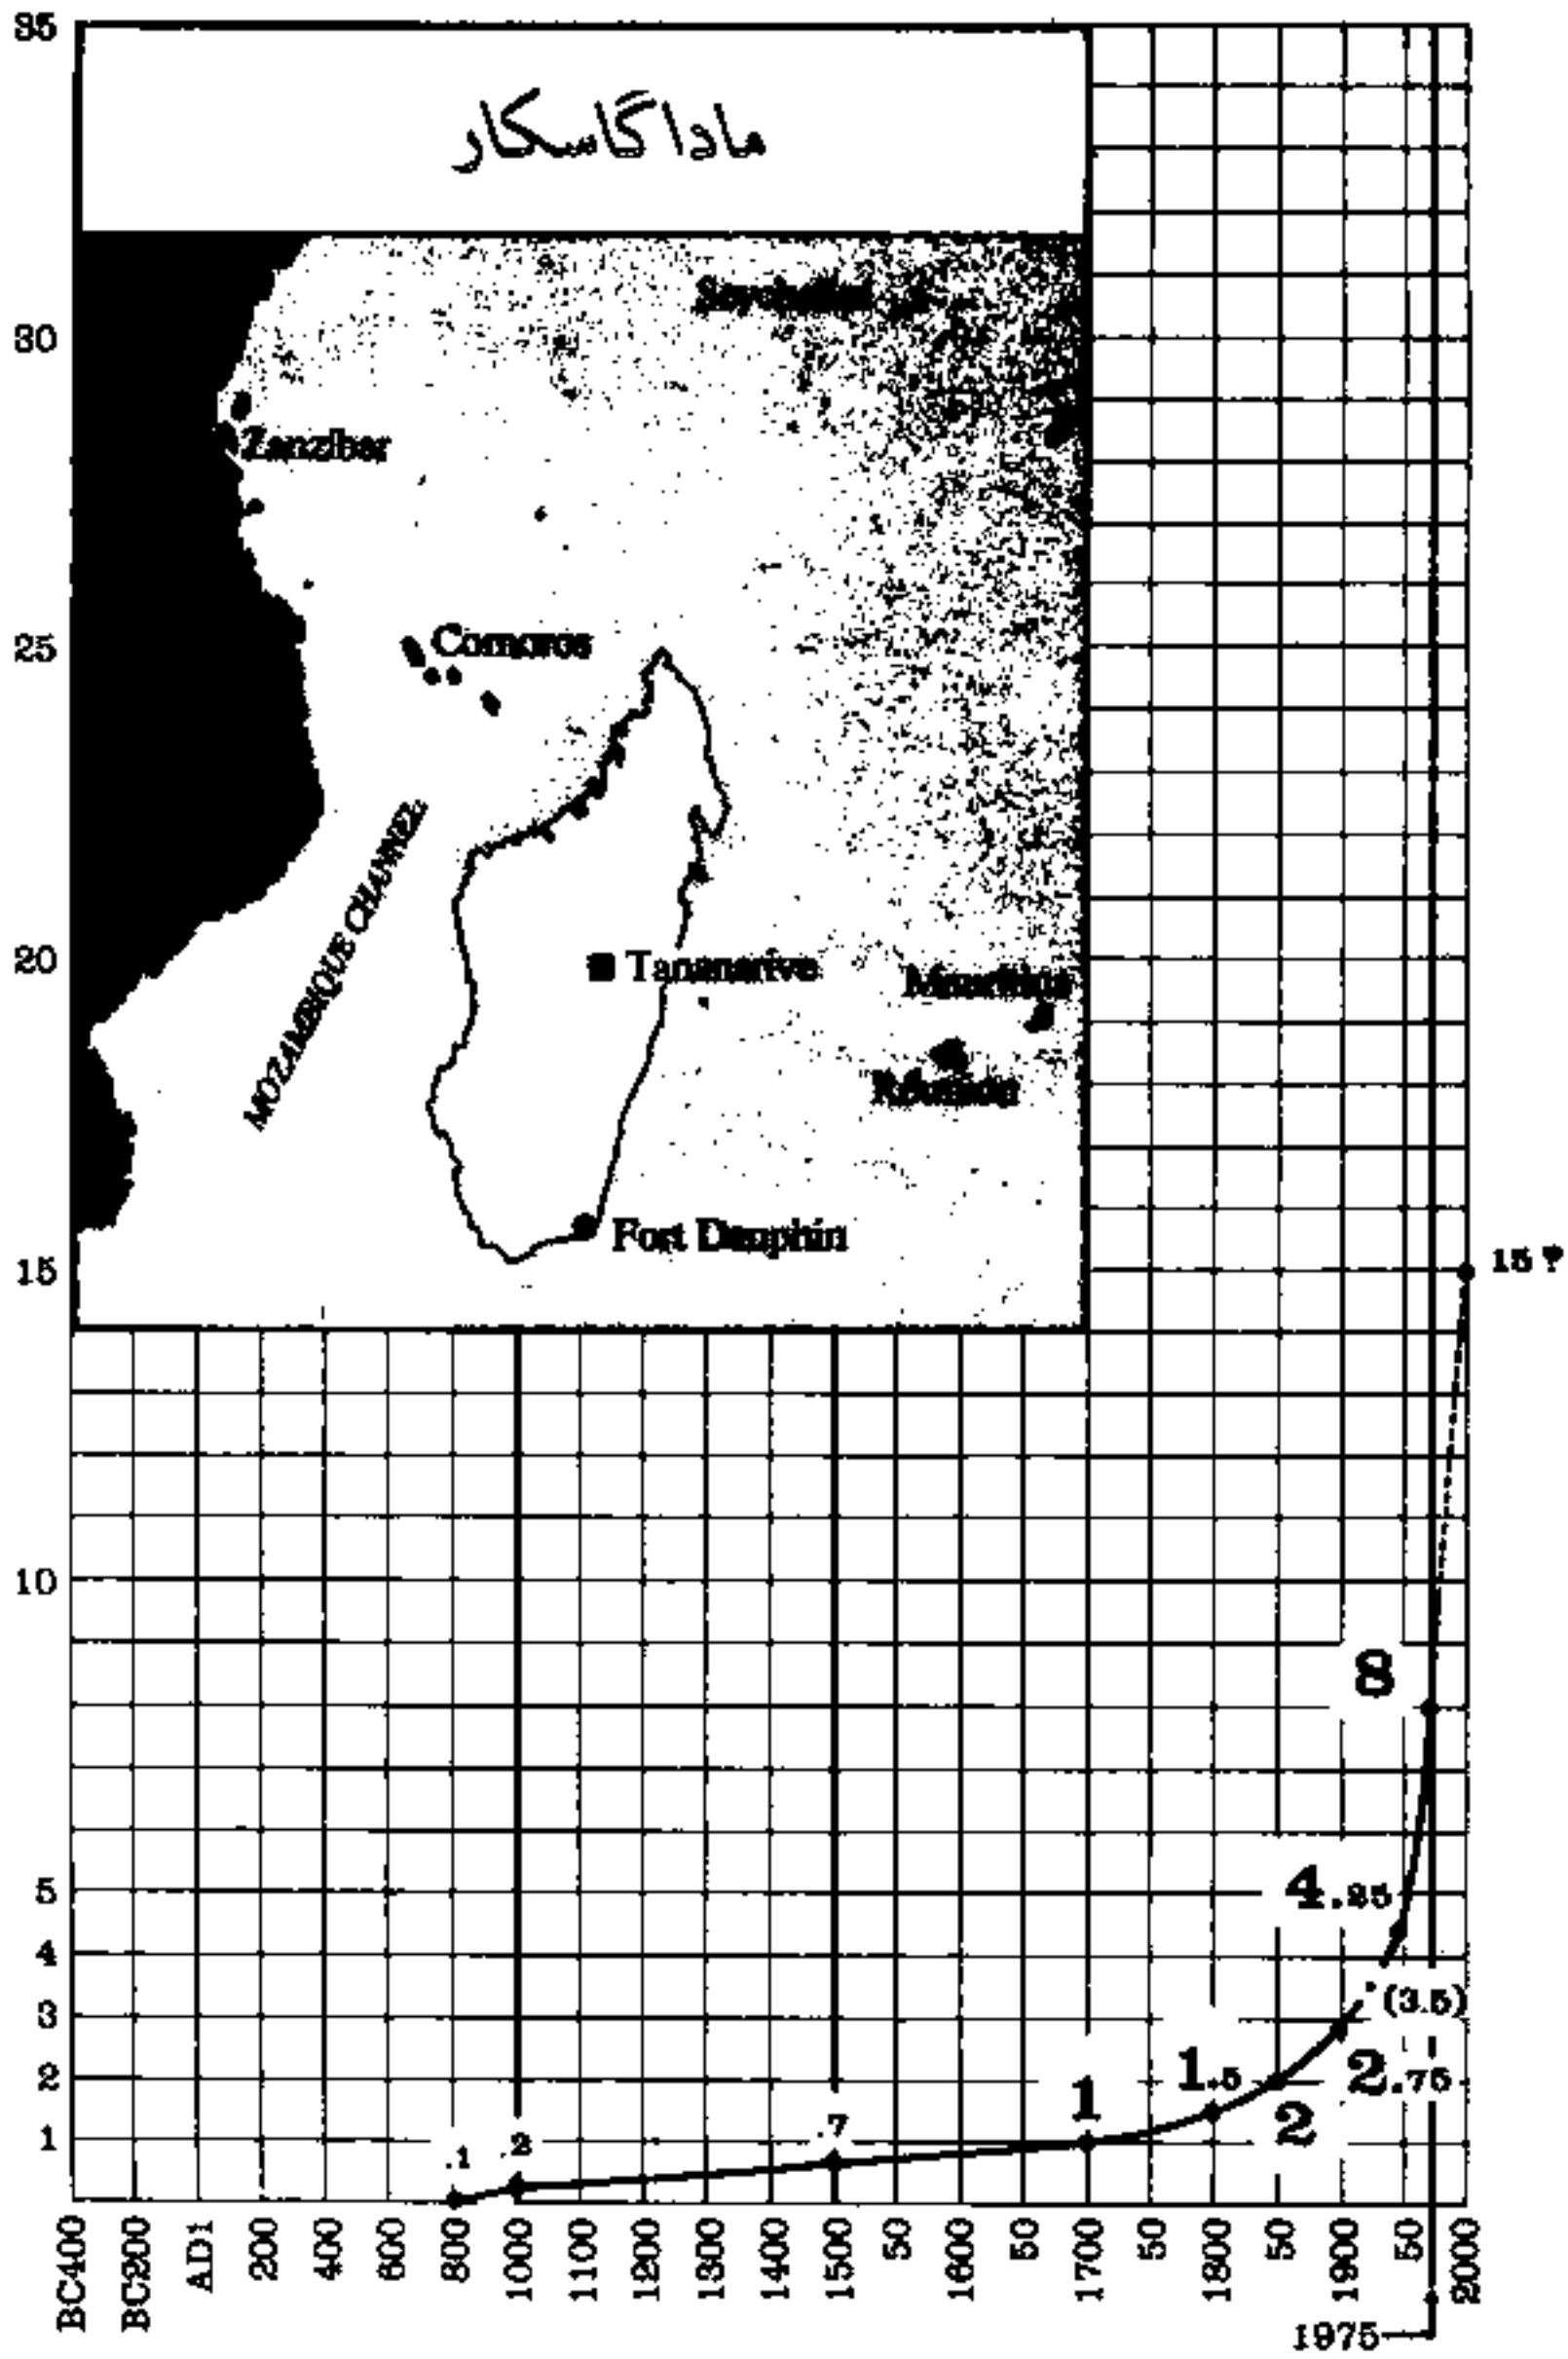 35
ماداگاسکار
Seychelles
30
Zanzibar
25
Comoros
MOZAMBIQUE CHANNEL
20
Tananarive
Mauritius
Réunion
Fort Dauphin
15
15 ?
10
8
5
4.25
4
(3.5)
3
2.75
2
1.5
2
1
1
.7
.2
.1
BC400 BC200 AD1 200 400 600 800 1000 1100 1200 1300 1400 1500 50 1600 50 1700 50 1800 50 1900 50 2000
1975